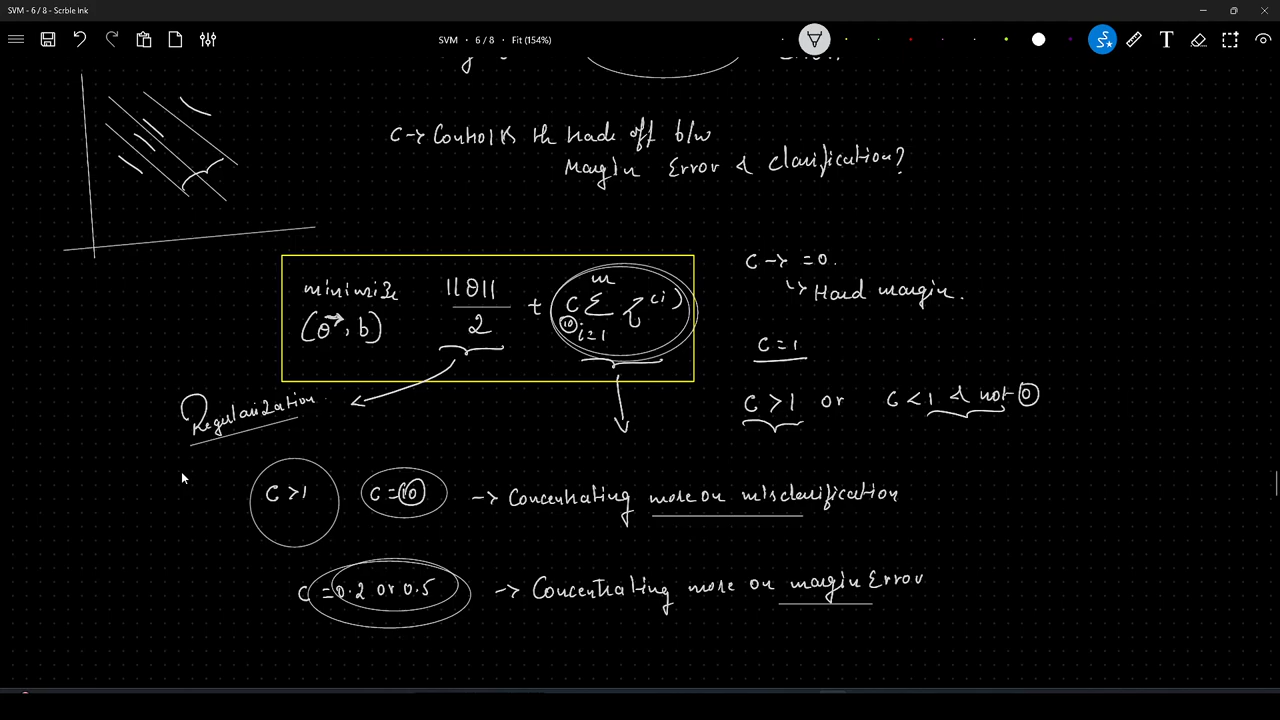 SVM - 6 / 8 - Scrble Ink
SVM • 6 / 8 • Fit (154%)
C → Controls the trade off b/w
Margin Error & classification?
minimize
(θ, b)
||θ||
2
+
C
m
Σ
i=1
ξ(i)
10
C → = 0.
↳ Hard margin.
C = 1
C > 1 or C < 1 & not 0
Regularization
C > 1 C = 10 → Concentrating more on misclassification
C = 0.2 or 0.5 → Concentrating more on margin Error